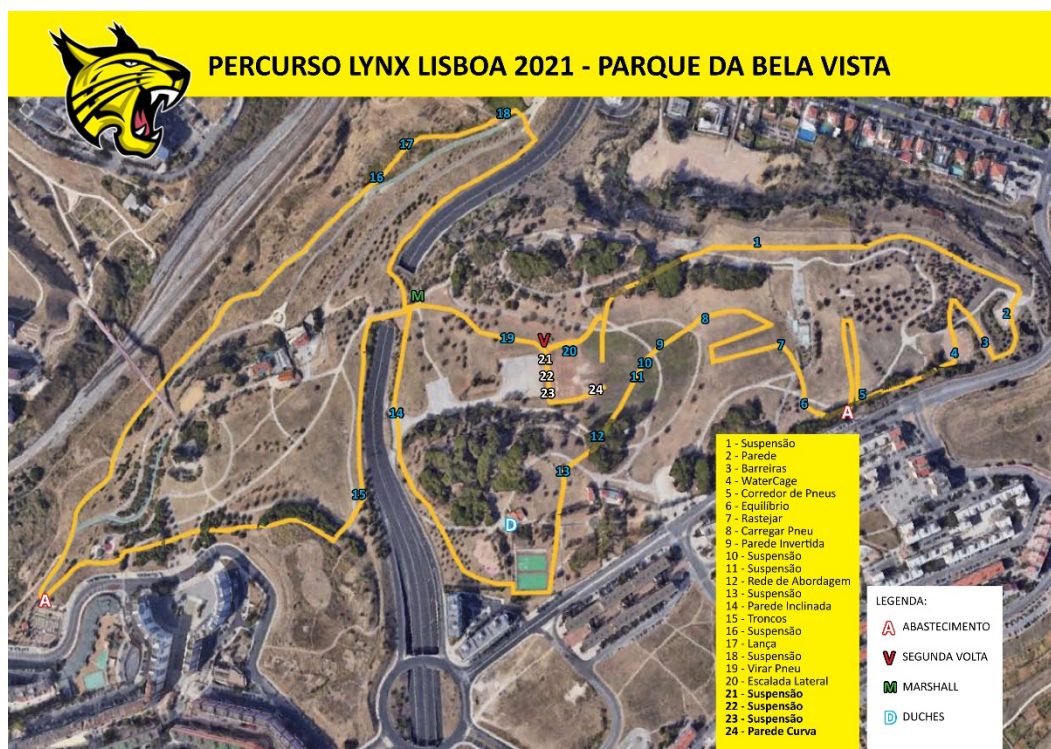 PERCURSO LYNX LISBOA 2021 - PARQUE DA BELA VISTA
18
17
16
1
2
M
8
3
19
V
20
9
7
4
21
10
22
11
24
23
5
6
A
14
12
13
15
D
A
1 - Suspensão
2 - Parede
3 - Barreiras
4 - WaterCage
5 - Corredor de Pneus
6 - Equilíbrio
7 - Rastejar
8 - Carregar Pneu
9 - Parede Invertida
10 - Suspensão
11 - Suspensão
12 - Rede de Abordagem
13 - Suspensão
14 - Parede Inclinada
15 - Troncos
16 - Suspensão
17 - Lança
18 - Suspensão
19 - Virar Pneu
20 - Escalada Lateral
21 - Suspensão
22 - Suspensão
23 - Suspensão
24 - Parede Curva
LEGENDA:
A ABASTECIMENTO
V SEGUNDA VOLTA
M MARSHALL
D DUCHES